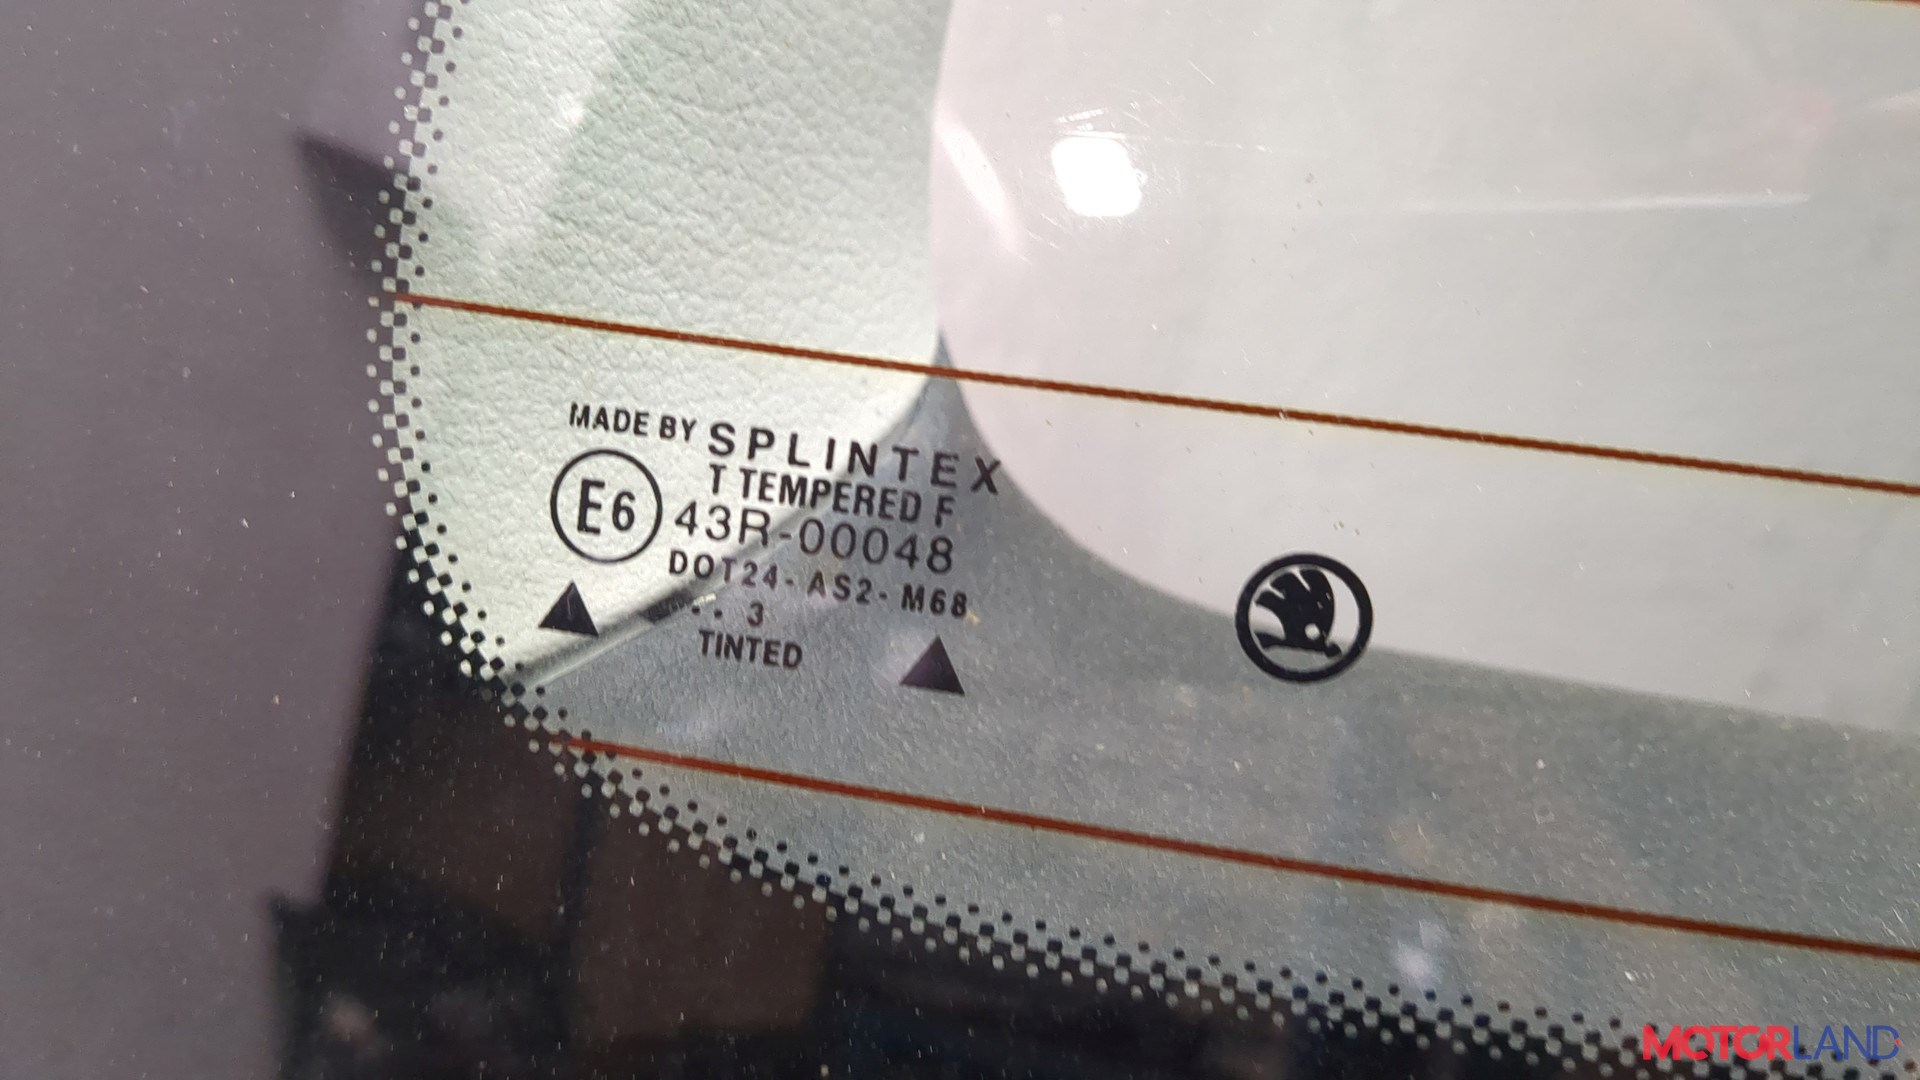 MADE BY SPLINTEX
T TEMPERED F
E6 43R-00048
DOT24-AS2-M68
.. 3
TINTED
MOTORLAND